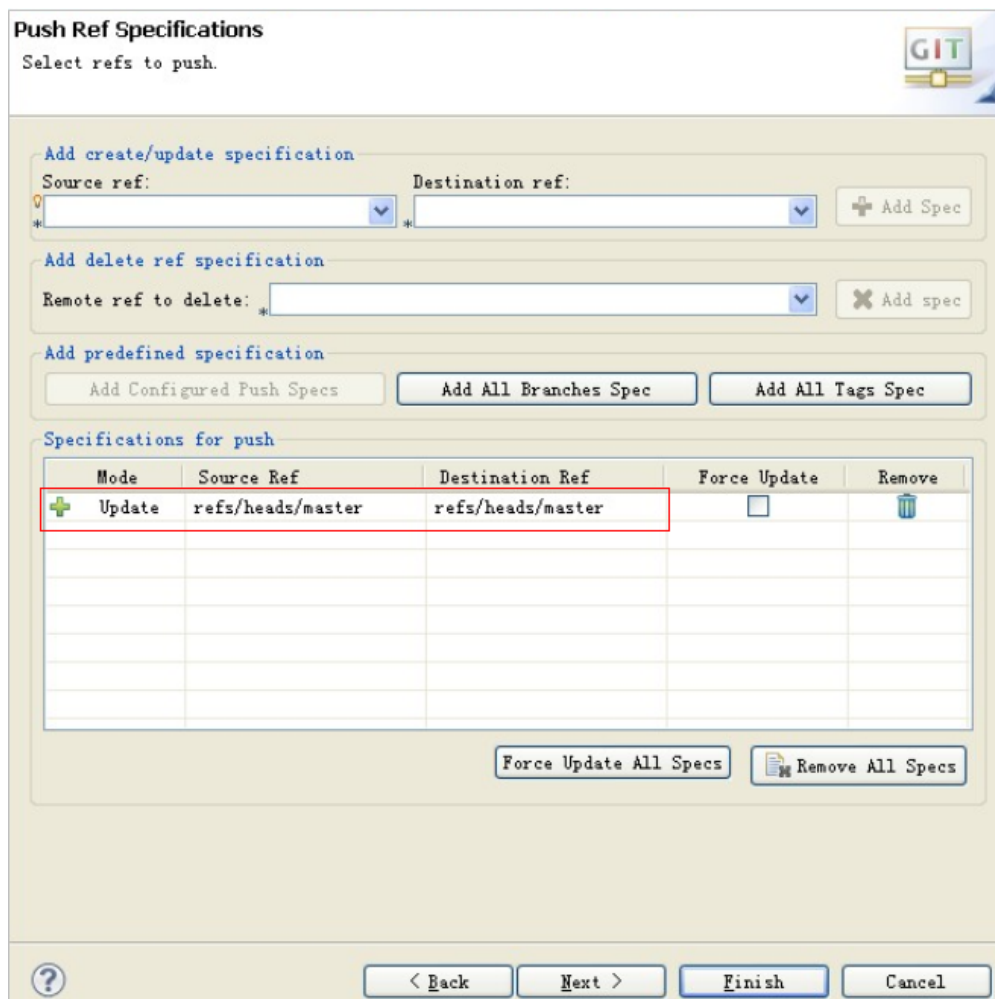 Push Ref Specifications
Select refs to push.
GIT
Add create/update specification
Source ref: Destination ref:
* * Add Spec
Add delete ref specification
Remote ref to delete: * Add spec
Add predefined specification
Add Configured Push Specs Add All Branches Spec Add All Tags Spec
Specifications for push
Mode Source Ref Destination Ref Force Update Remove
Update refs/heads/master refs/heads/master
Force Update All Specs Remove All Specs
? < Back Next > Finish Cancel